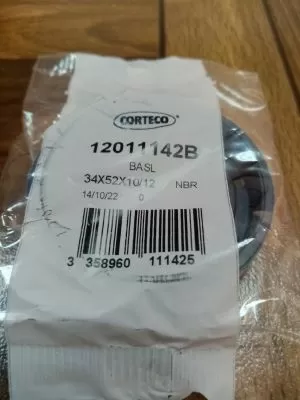 CORTECO
12011142B
BASL
34X52X10/12 NBR
14/10/22 0
3 358960 111425